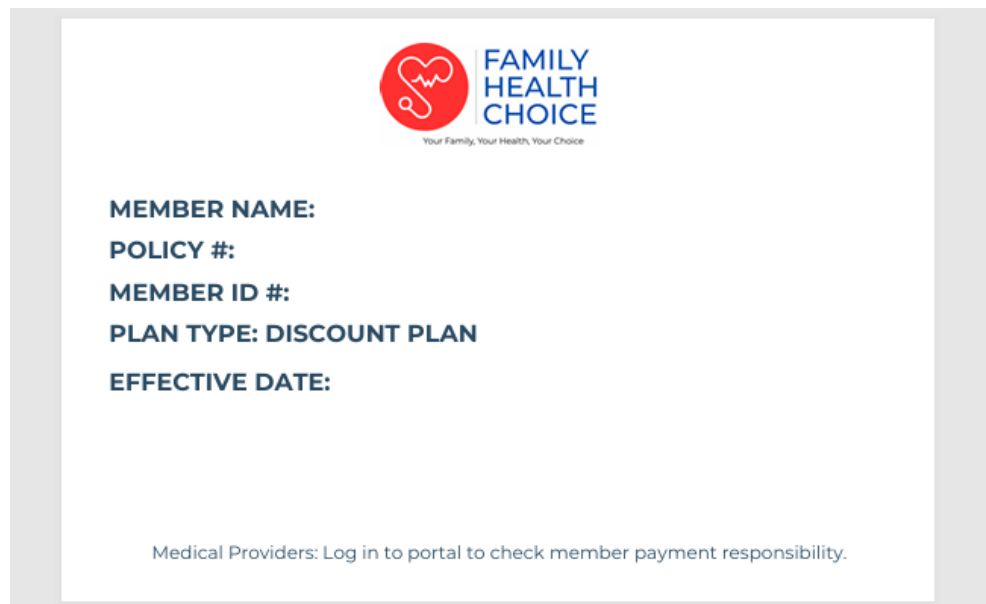 FAMILY
HEALTH
CHOICE
Your Family, Your Health, Your Choice
MEMBER NAME:
POLICY #:
MEMBER ID #:
PLAN TYPE: DISCOUNT PLAN
EFFECTIVE DATE:
Medical Providers: Log in to portal to check member payment responsibility.